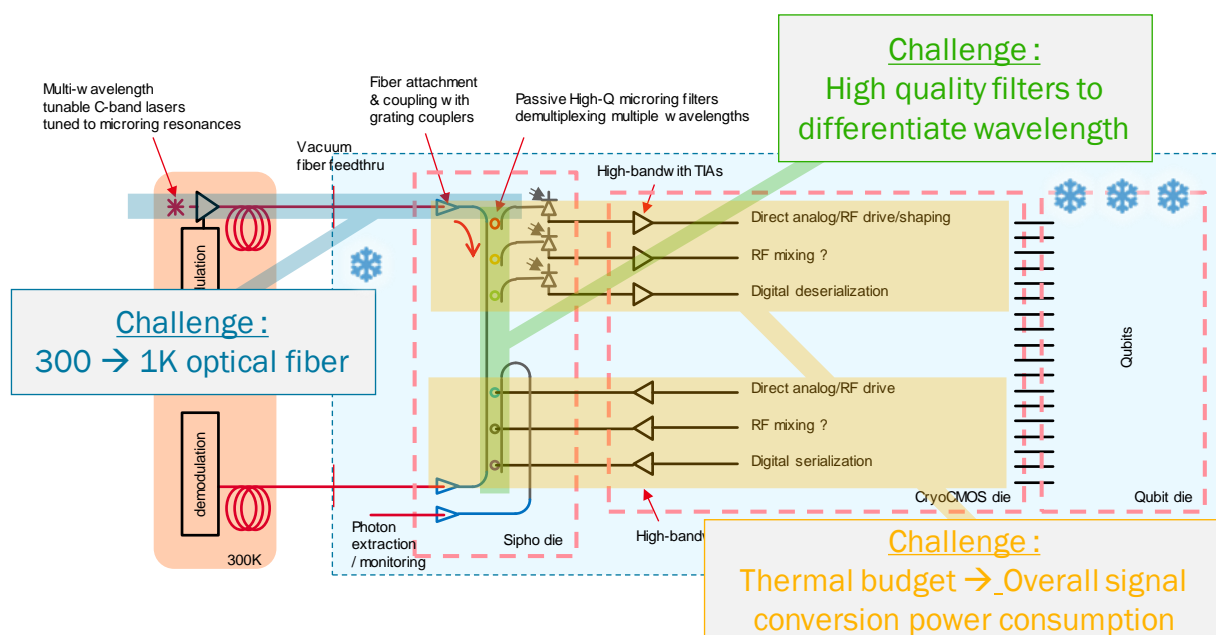 Challenge :
High quality filters to
differentiate wavelength
Multi-wavelength
tunable C-band lasers
tuned to microring resonances
Fiber attachment
& coupling with
grating couplers
Passive High-Q microring filters
demultiplexing multiple wavelengths
Vacuum
fiber feedthru
High-bandwith TIAs
Direct analog/RF drive/shaping
RF mixing ?
Digital deserialization
Challenge :
300 → 1K optical fiber
Qubits
Direct analog/RF drive
RF mixing ?
Digital serialization
demodulation
CryoCMOS die
Qubit die
Photon
extraction
/ monitoring
Sipho die
300K
Challenge :
Thermal budget → Overall signal
conversion power consumption